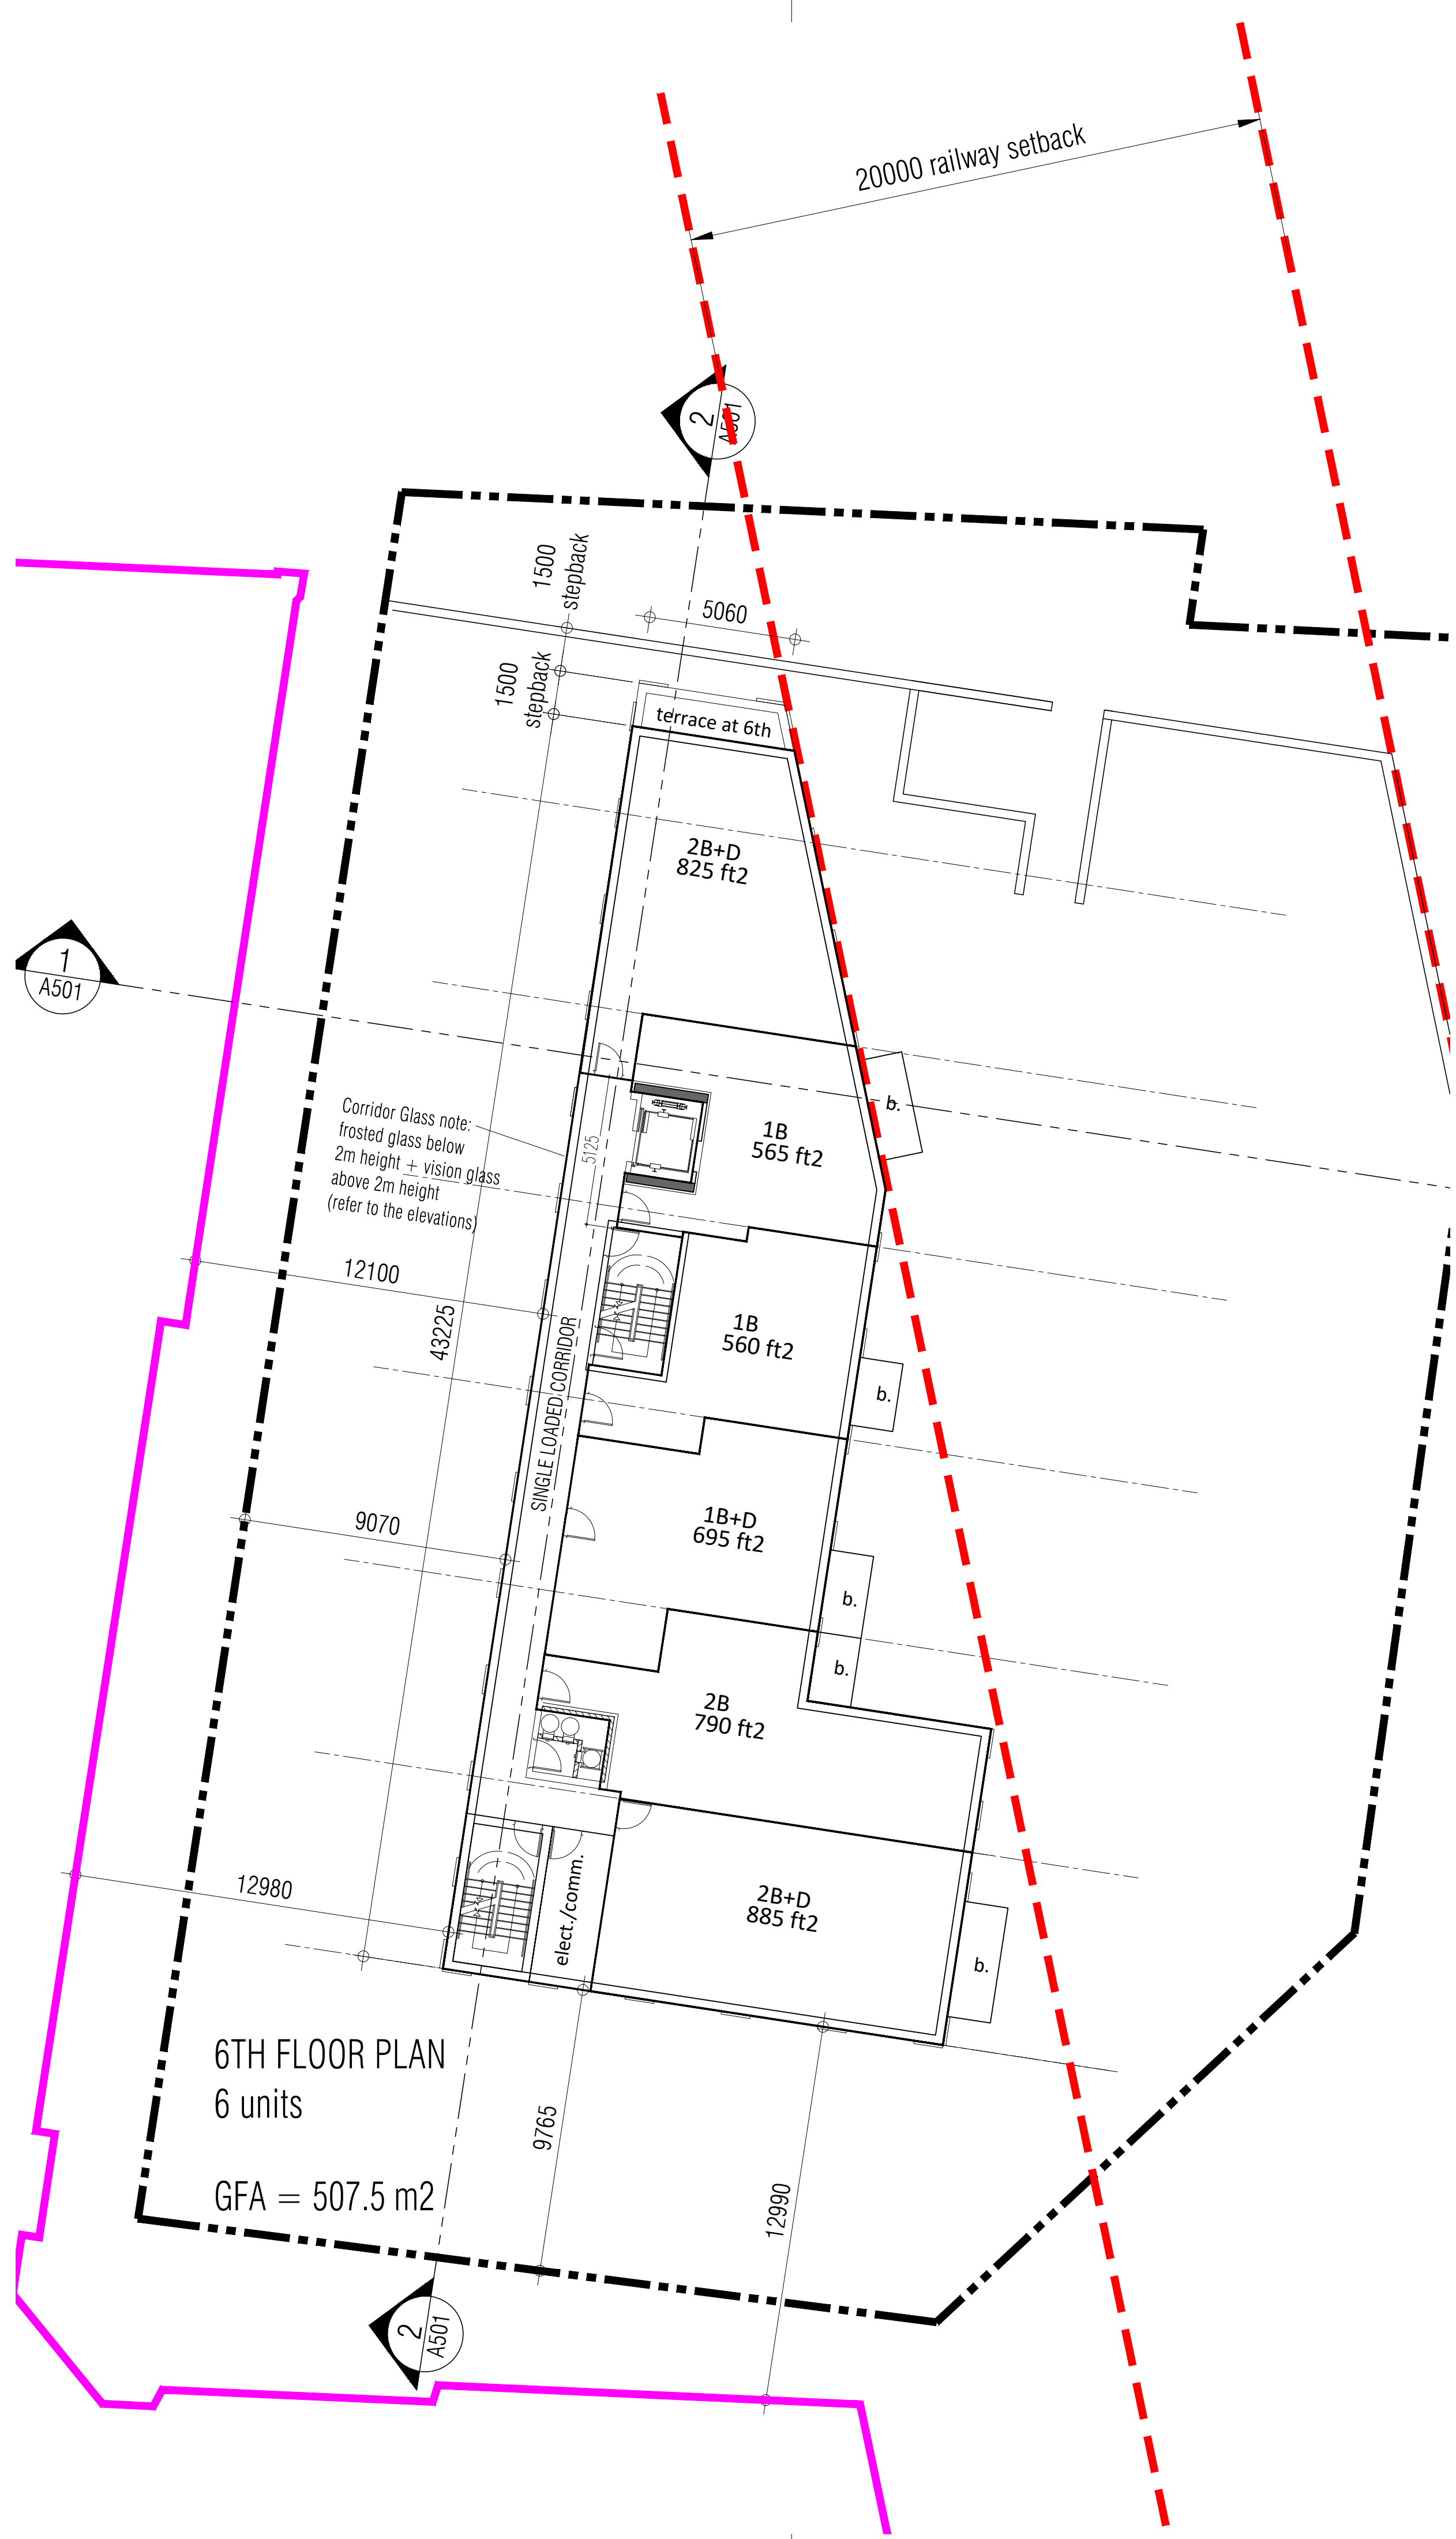 20000 railway setback
2
A501
1500
stepback
5060
1500
stepback
terrace at 6th
2B+D
825 ft2
1
A501
b.
Corridor Glass note:
frosted glass below
2m height + vision glass
above 2m height
(refer to the elevations)
5125
1B
565 ft2
12100
43225
SINGLE LOADED CORRIDOR
1B
560 ft2
b.
9070
1B+D
695 ft2
b.
b.
2B
790 ft2
12980
elect./comm.
2B+D
885 ft2
b.
6TH FLOOR PLAN
6 units
GFA = 507.5 m2
9765
12990
2
A501